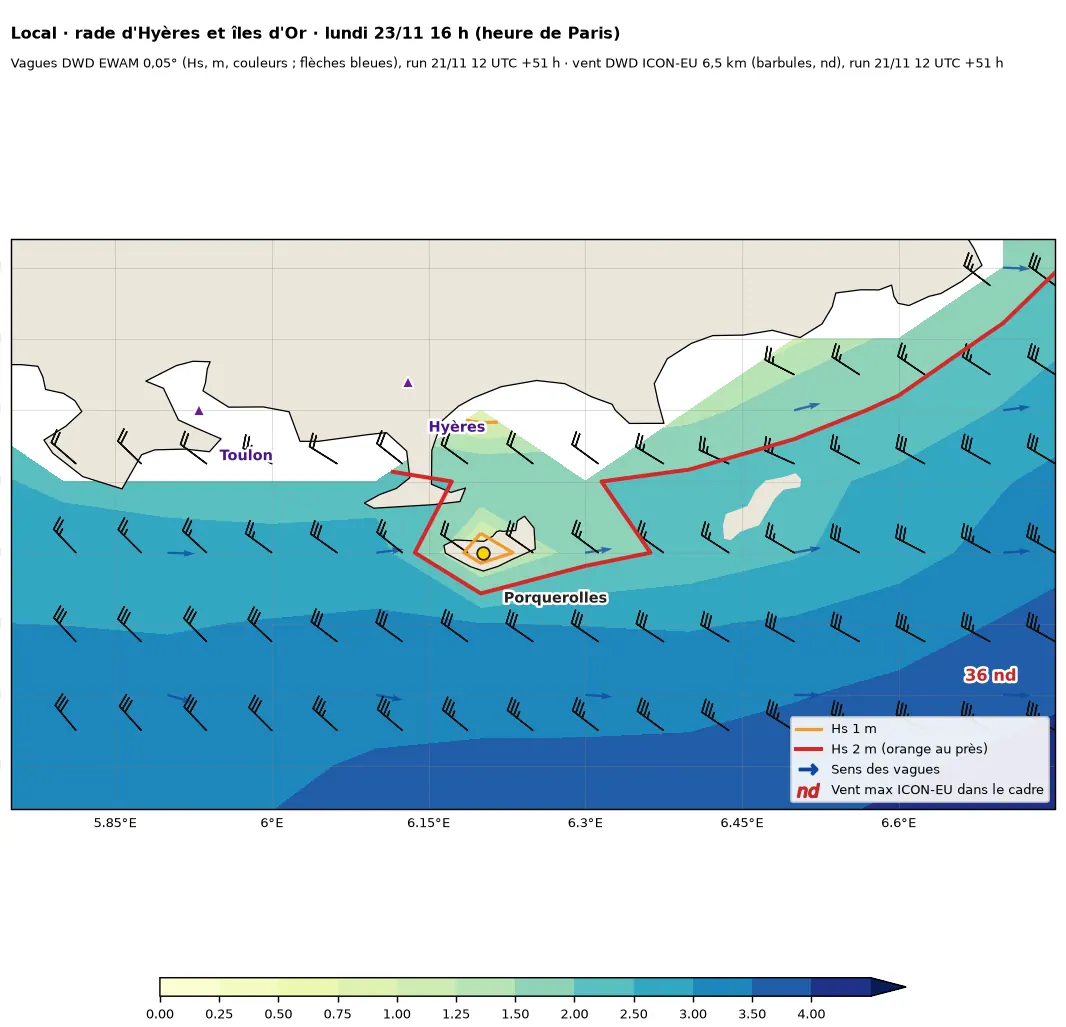 Local · rade d'Hyères et îles d'Or · lundi 23/11 16 h (heure de Paris)
Vagues DWD EWAM 0,05° (Hs, m, couleurs ; flèches bleues), run 21/11 12 UTC +51 h · vent DWD ICON-EU 6,5 km (barbules, nd), run 21/11 12 UTC +51 h
Hyères
Toulon
Porquerolles
36 nd
Hs 1 m
Hs 2 m (orange au près)
Sens des vagues
nd Vent max ICON-EU dans le cadre
5.85°E 6°E 6.15°E 6.3°E 6.45°E 6.6°E
0.00 0.25 0.50 0.75 1.00 1.25 1.50 2.00 2.50 3.00 3.50 4.00